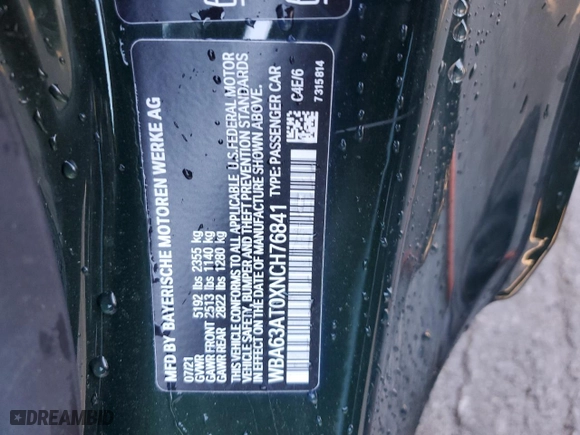 MFD BY BAYERISCHE MOTOREN WERKE AG
07/21
GVWR 5192 lbs 2355 kg
GAWR FRONT 2513 lbs 1140 kg
GAWR REAR 2822 lbs 1280 kg
THIS VEHICLE CONFORMS TO ALL APPLICABLE U.S. FEDERAL MOTOR
VEHICLE SAFETY, BUMPER AND THEFT PREVENTION STANDARDS
IN EFFECT ON THE DATE OF MANUFACTURE SHOWN ABOVE.
WBA63AT0XNCH76841 TYPE: PASSENGER CAR
C4E/6
7315814
DREAMBID